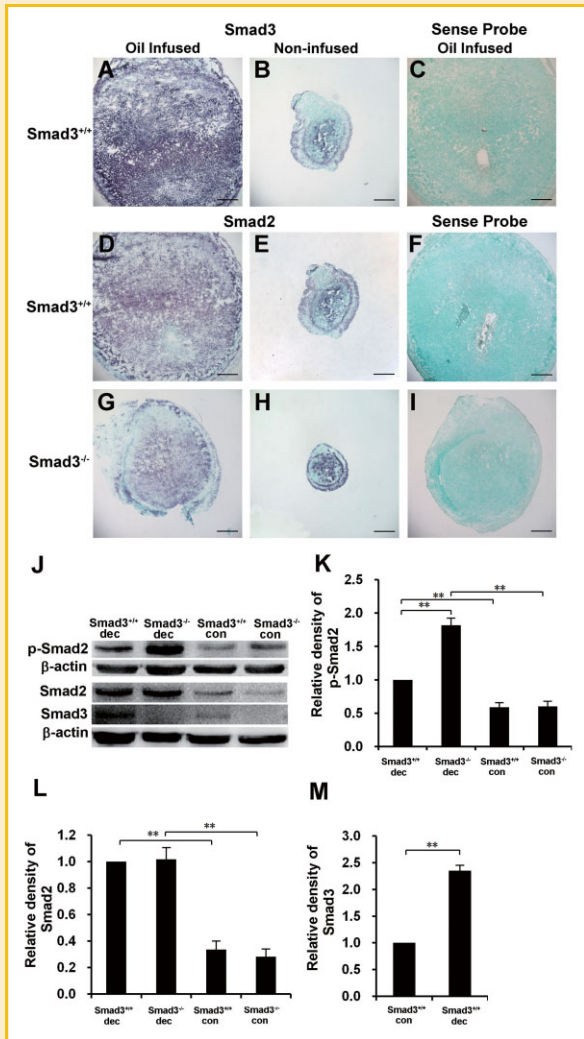 Smad3 Sense Probe
Oil Infused Non-infused Oil Infused
A B C
Smad3+/+
Smad2 Sense Probe
D E F
Smad3+/+
G H I
Smad3-/-
J
Smad3+/+ Smad3-/- Smad3+/+ Smad3-/-
dec dec con con
p-Smad2
β-actin
Smad2
Smad3
β-actin
K
Relative density of
p-Smad2
2.5
2.0
1.5
1.0
0.5
0.0
**
**
**
Smad3+/+ Smad3-/- Smad3+/+ Smad3-/-
dec dec con con
L
Relative density of
Smad2
1.2
1.0
0.8
0.6
0.4
0.2
0.0
**
**
Smad3+/+ Smad3-/- Smad3+/+ Smad3-/-
dec dec con con
M
Relative density of
Smad3
3.0
2.5
2.0
1.5
1.0
0.5
0.0
**
Smad3+/+ Smad3+/+
con dec